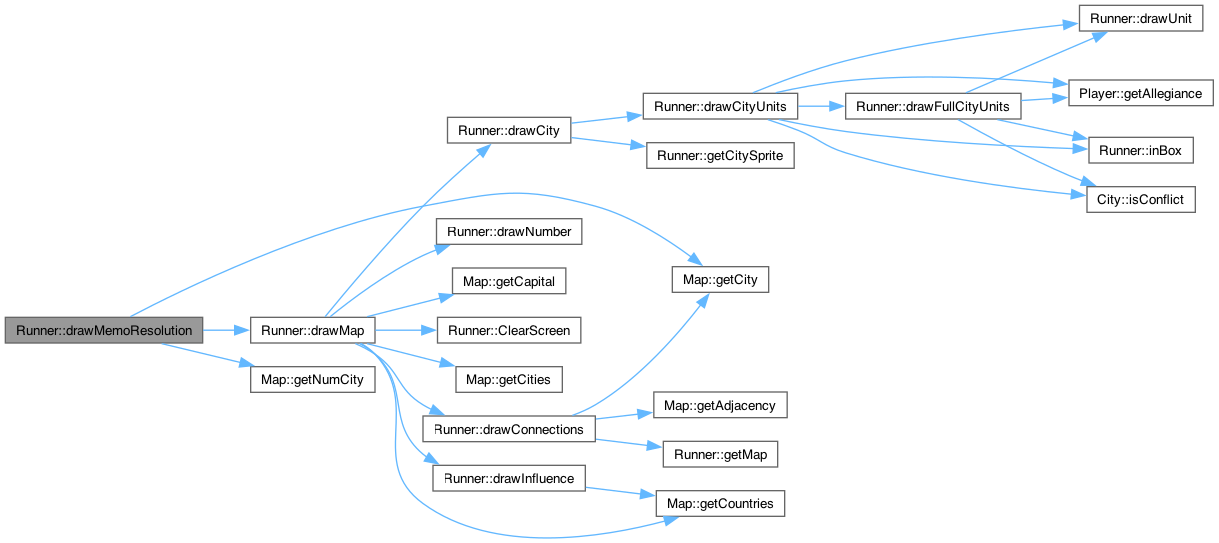 Runner::drawMemoResolution
Runner::drawMap
Map::getNumCity
Runner::drawCity
Runner::drawNumber
Map::getCapital
Runner::ClearScreen
Map::getCities
Runner::drawConnections
Runner::drawInfluence
Runner::drawCityUnits
Runner::getCitySprite
Map::getCity
Map::getAdjacency
Runner::getMap
Map::getCountries
Runner::drawFullCityUnits
Runner::drawUnit
Player::getAllegiance
Runner::inBox
City::isConflict